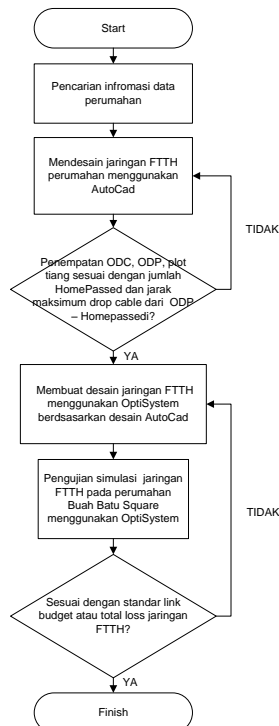 Start
Pencarian infromasi data
perumahan
Mendesain jaringan FTTH
perumahan menggunakan
AutoCad
TIDAK
Penempatan ODC, ODP, plot
tiang sesuai dengan jumlah
HomePassed dan jarak
maksimum drop cable dari ODP
– Homepassedi?
YA
Membuat desain jaringan FTTH
menggunakan OptiSystem
berdsasarkan desain AutoCad
Pengujian simulasi jaringan
FTTH pada perumahan
Buah Batu Square
menggunakan OptiSystem
TIDAK
Sesuai dengan standar link
budget atau total loss jaringan
FTTH?
YA
Finish